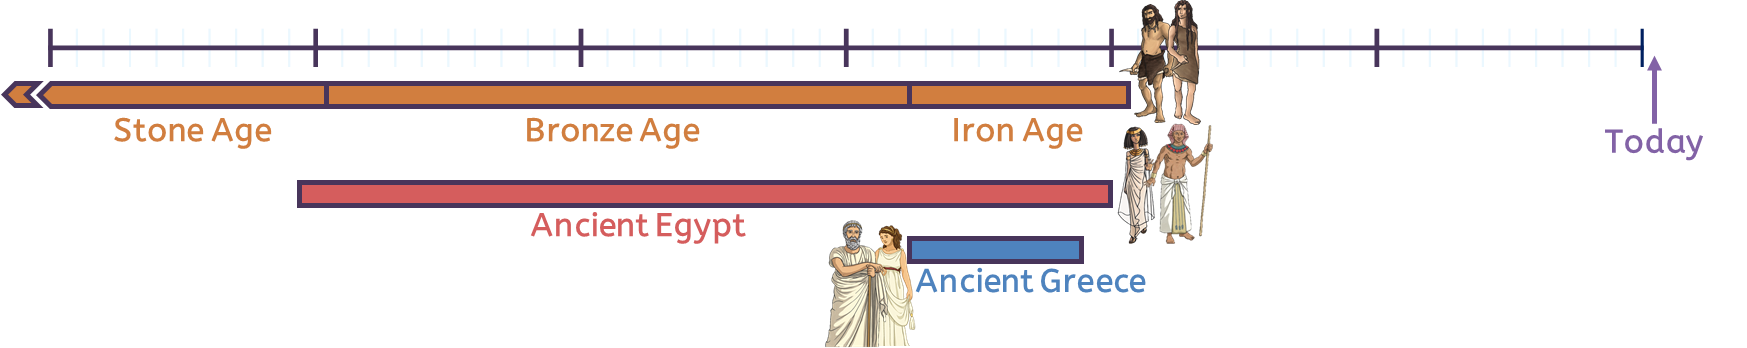 Stone Age
Bronze Age
Iron Age
Today
Ancient Egypt
Ancient Greece